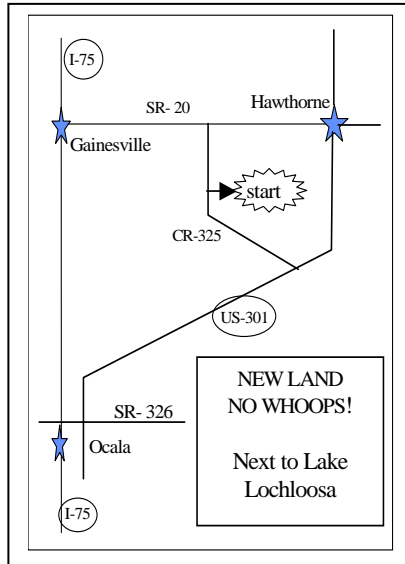 I-75
SR- 20
Hawthorne
Gainesville
start
CR-325
US-301
NEW LAND
NO WHOOPS!
SR- 326
Ocala
Next to Lake
Lochloosa
I-75